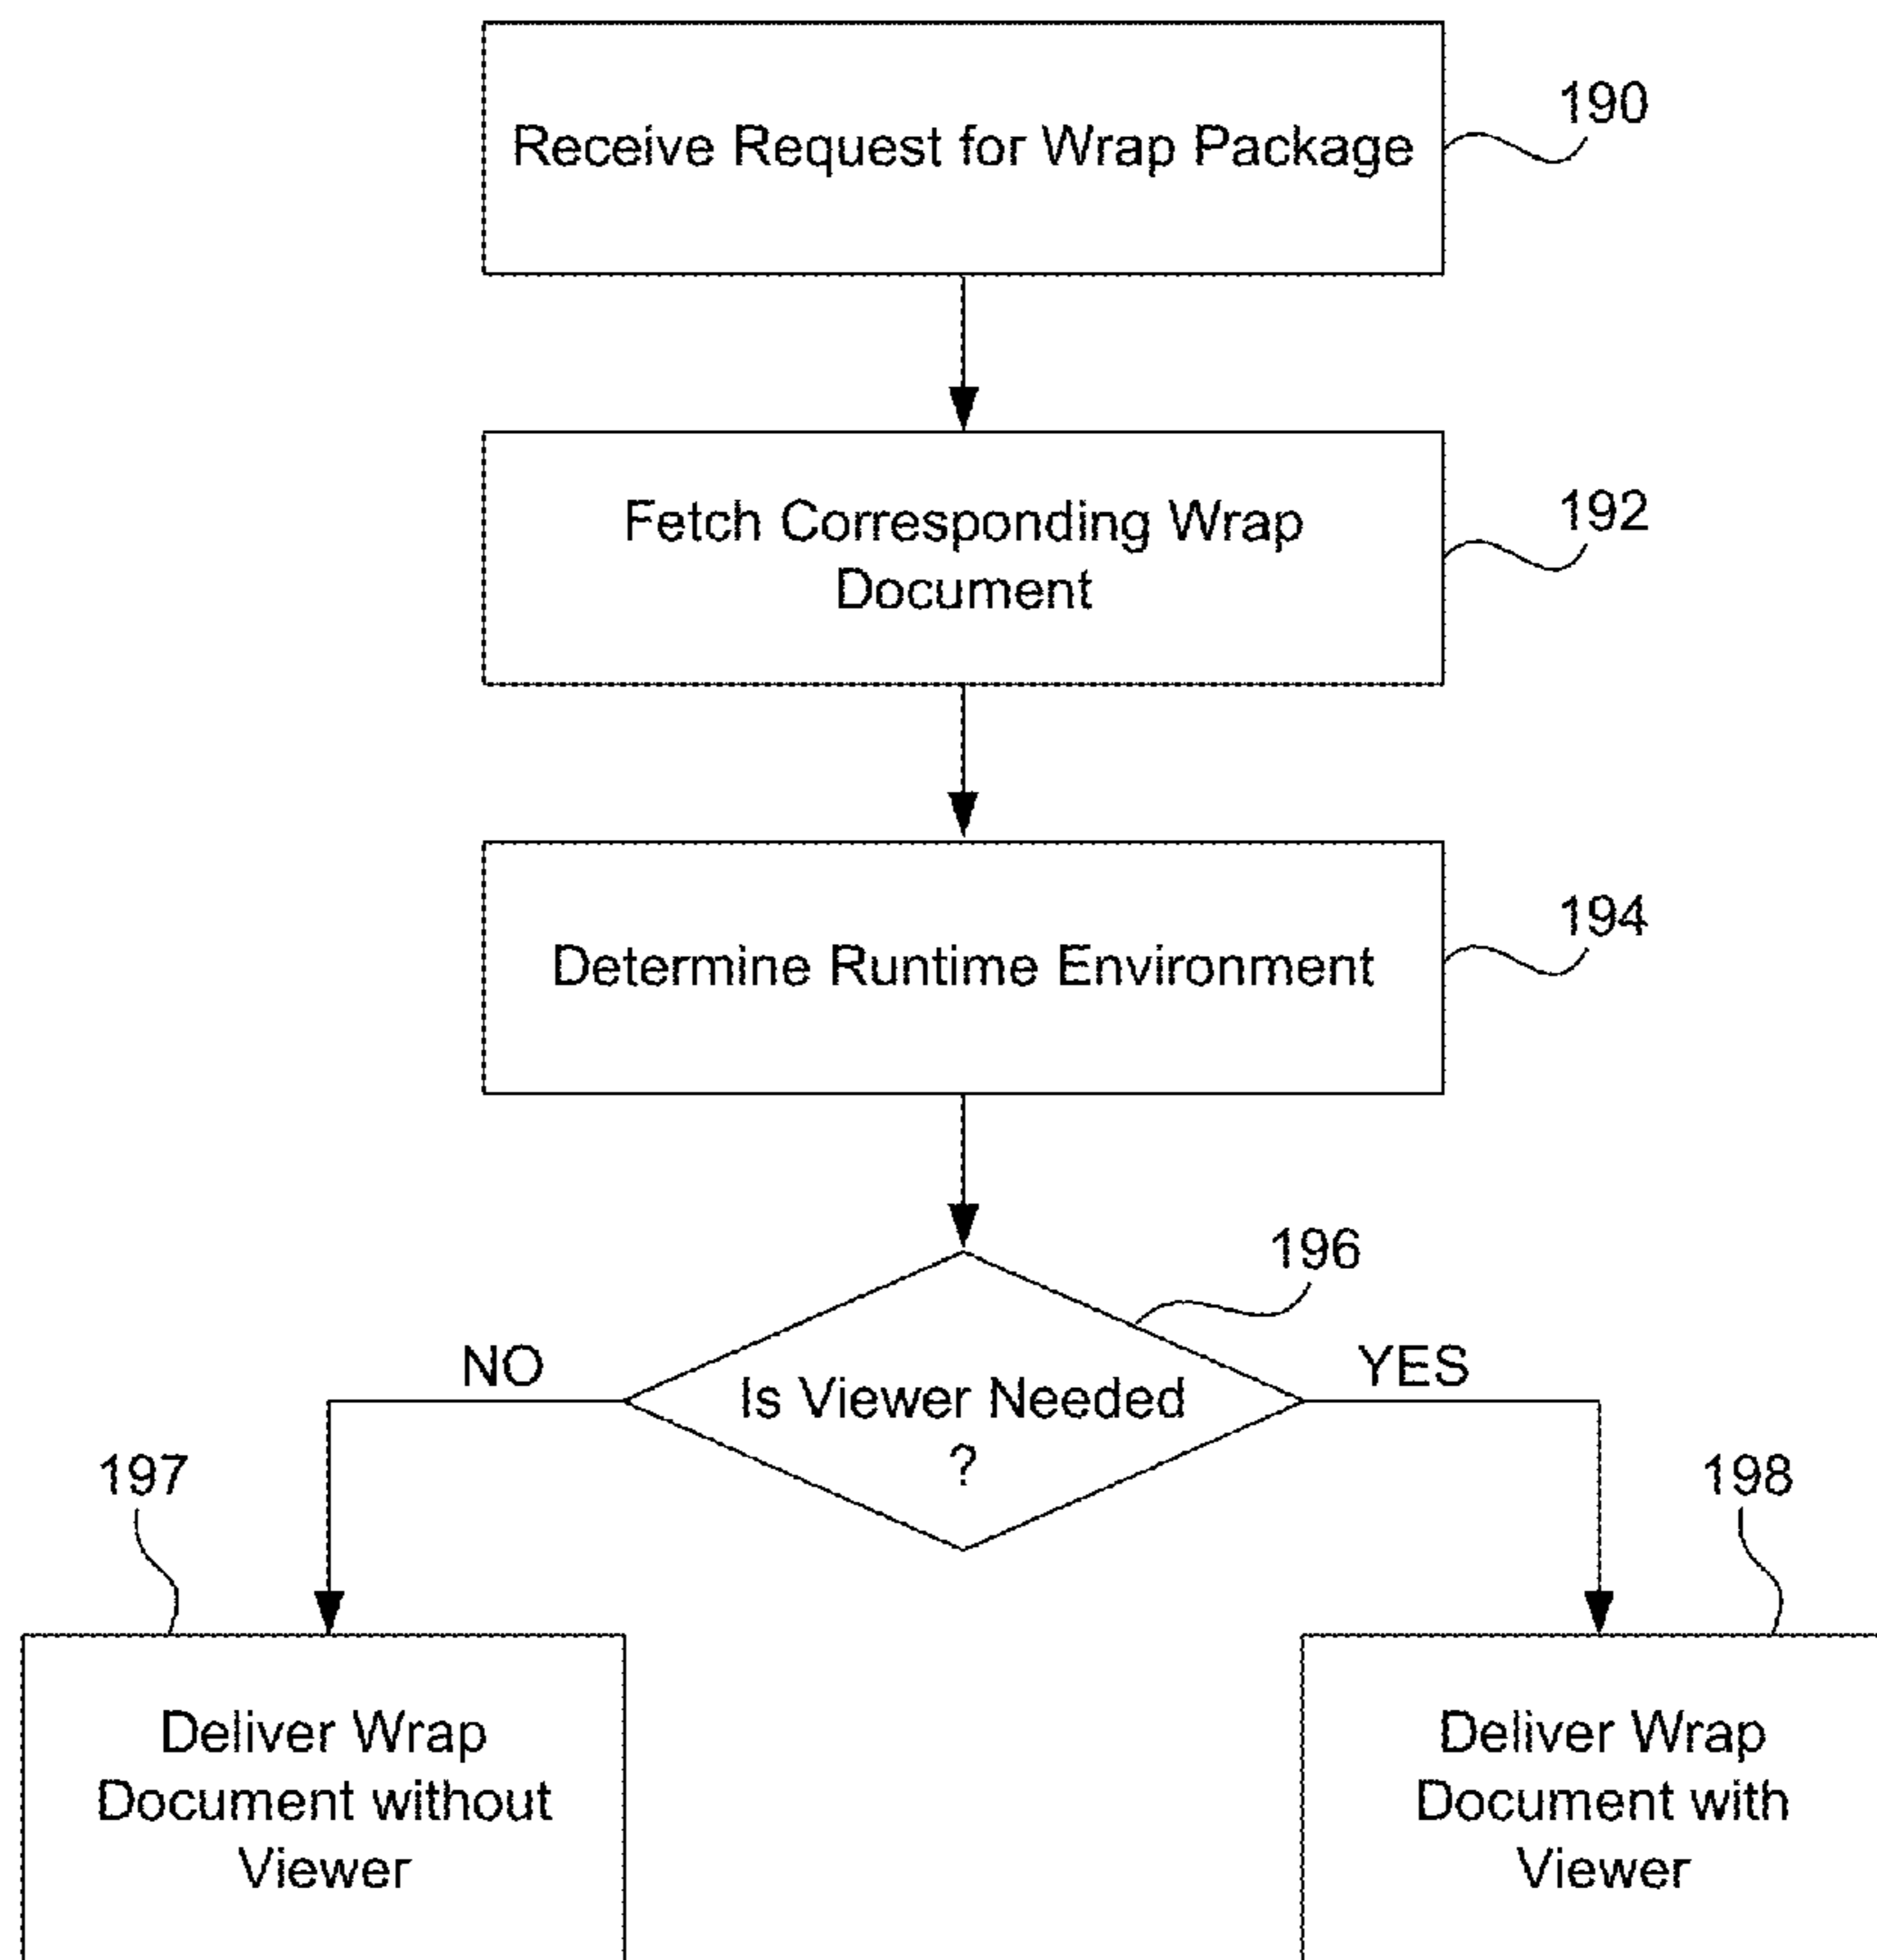 Receive Request for Wrap Package
190
Fetch Corresponding Wrap
Document
192
Determine Runtime Environment
194
196
NO
Is Viewer Needed
?
YES
197
198
Deliver Wrap
Document without
Viewer
Deliver Wrap
Document with
Viewer